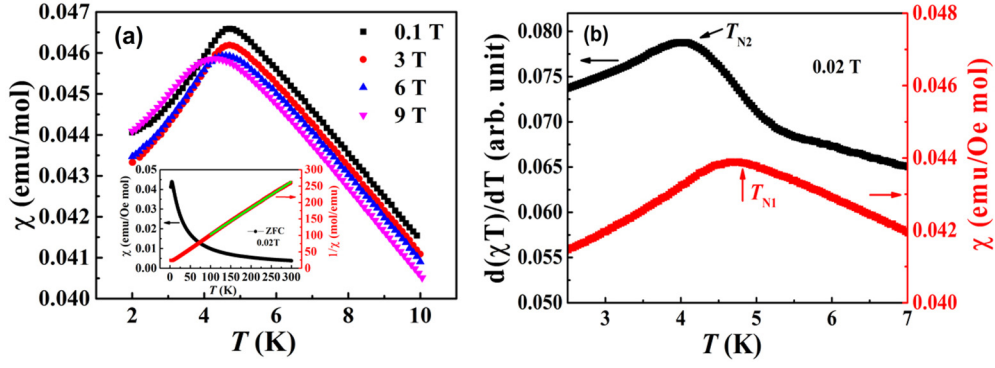 (a)
0.1 T
3 T
6 T
9 T
χ (emu/mol)
0.047
0.046
0.045
0.044
0.043
0.042
0.041
0.040
2
4
6
8
10
T (K)
χ (emu/Oe mol)
0.05
0.04
0.03
0.02
0.01
0.00
ZFC
0.02T
300
250
200
150
100
50
0
1/χ (mol/emu)
0 50 100 150 200 250 300
T (K)
(b)
TN2
0.02 T
TN1
d(χT)/dT (arb. unit)
0.080
0.075
0.070
0.065
0.060
0.055
0.050
3
4
5
6
7
T (K)
0.048
0.046
0.044
0.042
0.040
χ (emu/Oe mol)